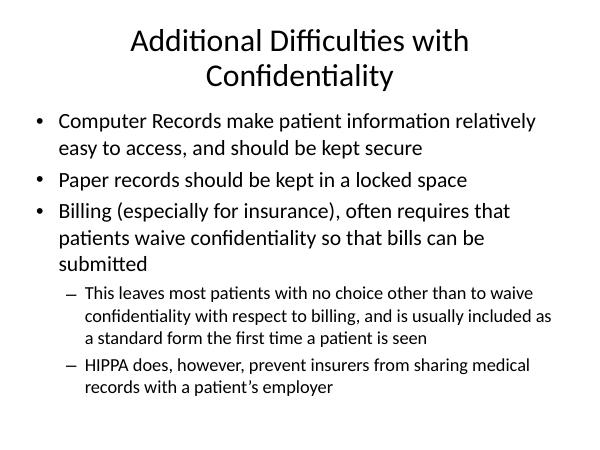 Additional Difficulties with
Confidentiality
• Computer Records make patient information relatively
easy to access, and should be kept secure
• Paper records should be kept in a locked space
• Billing (especially for insurance), often requires that
patients waive confidentiality so that bills can be
submitted
– This leaves most patients with no choice other than to waive
confidentiality with respect to billing, and is usually included as
a standard form the first time a patient is seen
– HIPPA does, however, prevent insurers from sharing medical
records with a patient’s employer